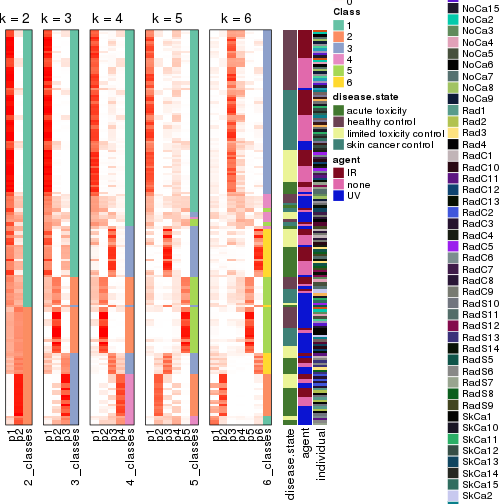 k = 2
k = 3
k = 4
k = 5
k = 6
p1
p2
2_classes
p1
p2
p3
3_classes
p1
p2
p3
p4
4_classes
p1
p2
p3
p4
p5
5_classes
p1
p2
p3
p4
p5
p6
6_classes
disease.state
agent
individual
Class
1
2
3
4
5
6
disease.state
acute toxicity
healthy control
limited toxicity
skin cancer control
agent
IR
none
UV
NoCa15
NoCa2
NoCa3
NoCa4
NoCa5
NoCa6
NoCa7
NoCa8
NoCa9
Rad1
Rad2
Rad3
Rad4
RadC1
RadC10
RadC11
RadC12
RadC13
RadC2
RadC3
RadC4
RadC5
RadC6
RadC7
RadC8
RadC9
RadS10
RadS11
RadS12
RadS13
RadS14
RadS5
RadS6
RadS7
RadS8
RadS9
SkCa1
SkCa10
SkCa11
SkCa12
SkCa13
SkCa14
SkCa15
SkCa2